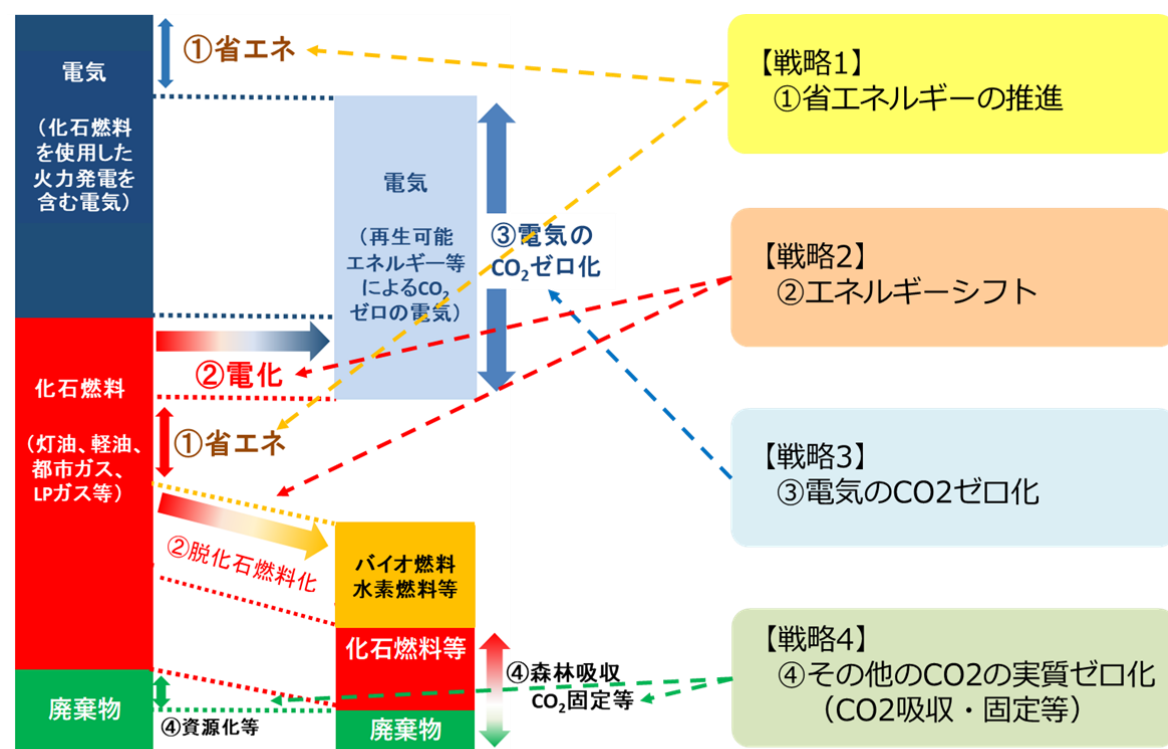 電気
(化石燃料
を使用した
火力発電を
含む電気)
化石燃料
(灯油、軽油、
都市ガス、
LPガス等)
廃棄物
①省エネ
②電化
①省エネ
②脱化石燃料化
④資源化等
電気
(再生可能
エネルギー等
によるCO₂
ゼロの電気)
③電気の
CO₂ゼロ化
バイオ燃料
水素燃料等
化石燃料等
廃棄物
④森林吸収
CO₂固定等
【戦略1】
①省エネルギーの推進
【戦略2】
②エネルギーシフト
【戦略3】
③電気のCO2ゼロ化
【戦略4】
④その他のCO2の実質ゼロ化
(CO2吸収・固定等)